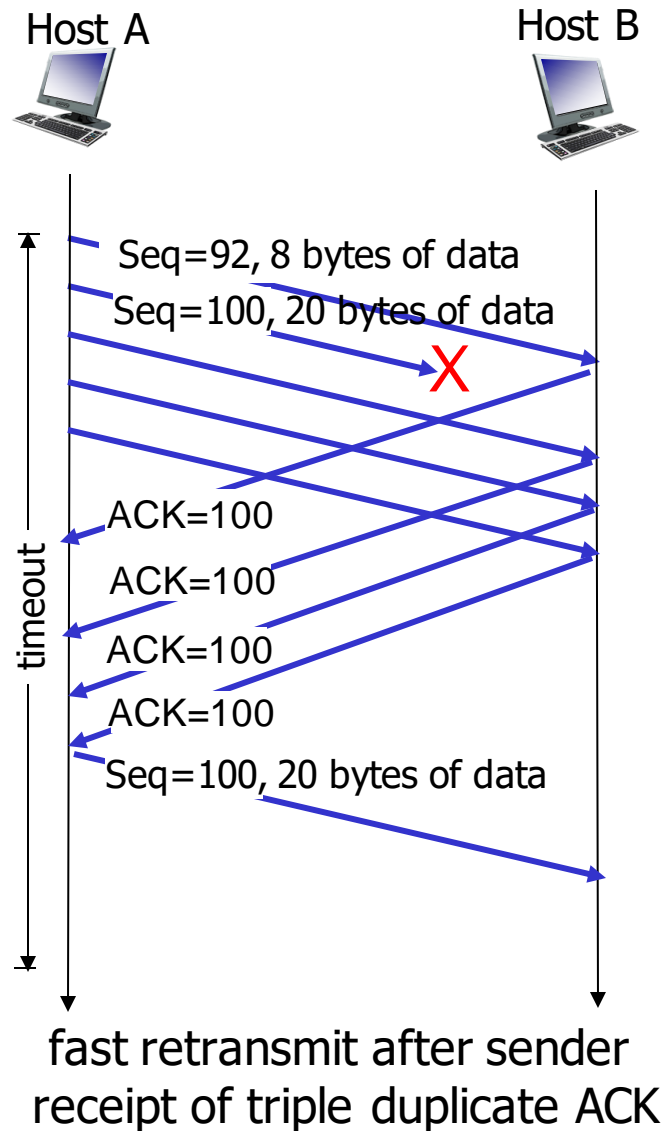 Host A
Host B
Seq=92, 8 bytes of data
Seq=100, 20 bytes of data
X
ACK=100
timeout
ACK=100
ACK=100
ACK=100
Seq=100, 20 bytes of data
fast retransmit after sender
receipt of triple duplicate ACK